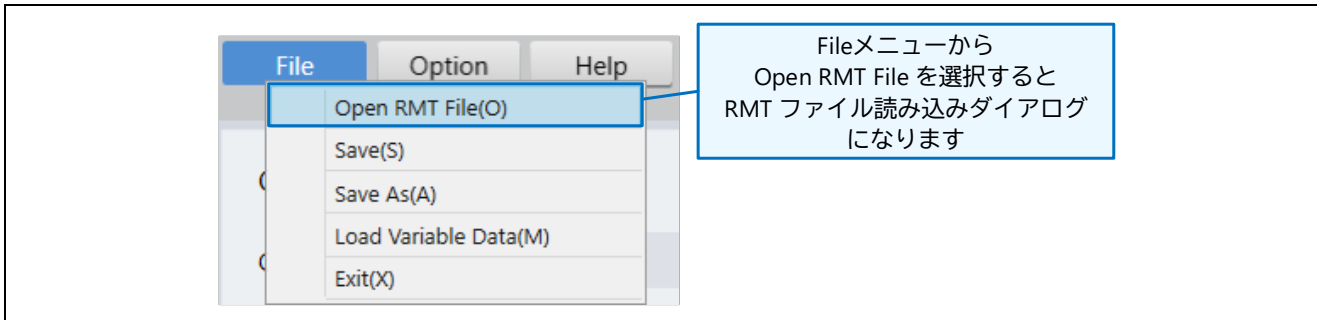 File Option Help
Open RMT File(O)
Save(S)
Save As(A)
Load Variable Data(M)
Exit(X)
Fileメニューから
Open RMT File を選択すると
RMT ファイル読み込みダイアログ
になります